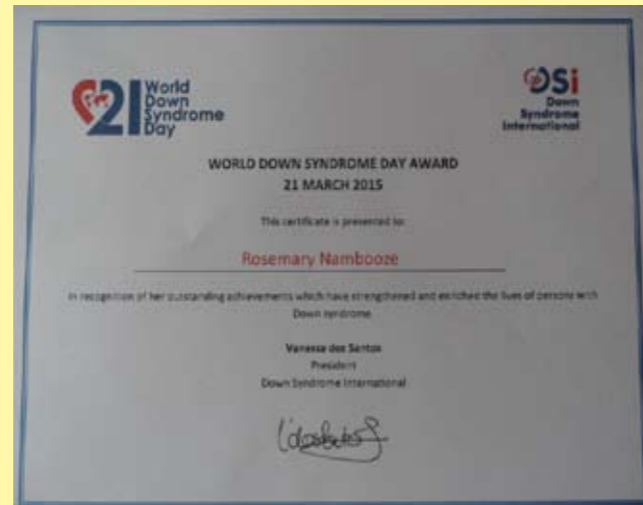 21 World
Down
Syndrome
Day
DSi
Down
Syndrome
International
WORLD DOWN SYNDROME DAY AWARD
21 MARCH 2015
This certificate is presented to:
Rosemary Nambooze
In recognition of her outstanding achievements which have strengthened and enriched the lives of persons with
Down syndrome
Vanessa dos Santos
President
Down Syndrome International